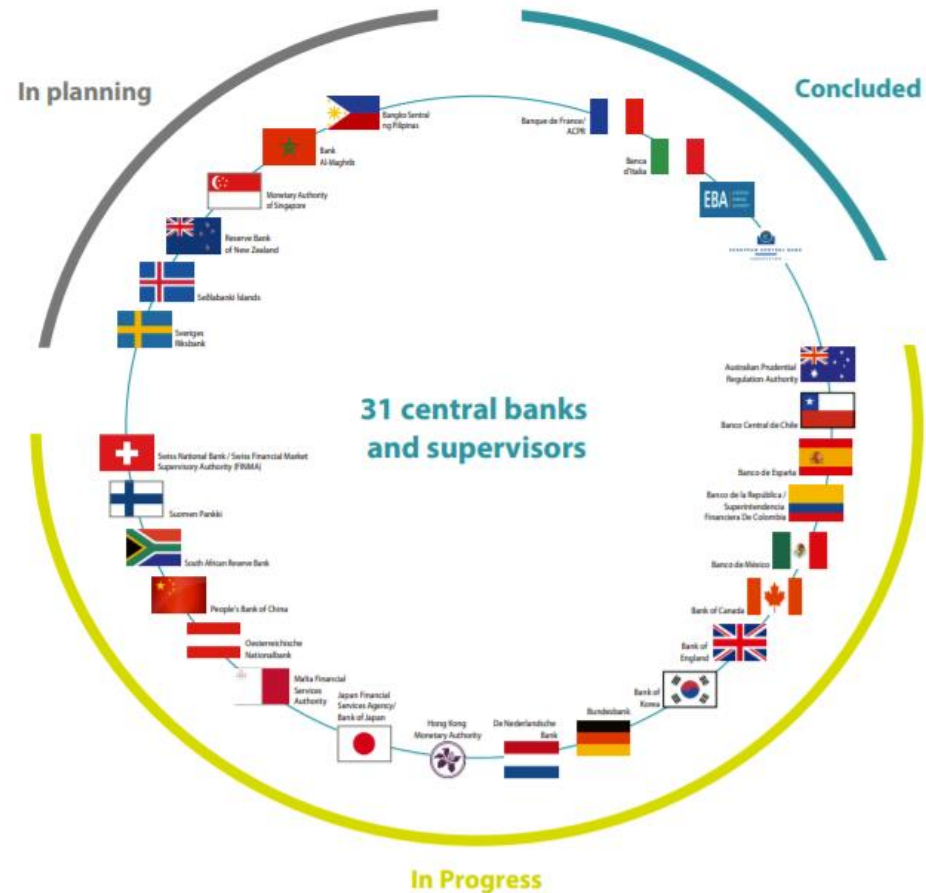 In planning
Concluded
In Progress
31 central banks
and supervisors
Bangko Sentral
ng Pilipinas
Bank
Al-Maghrib
Monetary Authority
of Singapore
Reserve Bank
of New Zealand
Seðlabanki Íslands
Sveriges
Riksbank
Banque de France/
ACPR
Banca
d'Italia
EBA
EUROPEAN CENTRAL BANK
Australian Prudential
Regulation Authority
Banco Central de Chile
Banco de España
Banco de la República /
Superintendencia
Financiera De Colombia
Banco de México
Bank of Canada
Bank of
England
Bank of
Korea
Bundesbank
De Nederlandsche
Bank
Hong Kong
Monetary Authority
Japan Financial
Services Agency/
Bank of Japan
Malta Financial
Services
Authority
Oesterreichische
Nationalbank
People's Bank of China
South African Reserve Bank
Suomen Pankki
Swiss National Bank / Swiss Financial Market
Supervisory Authority (FINMA)